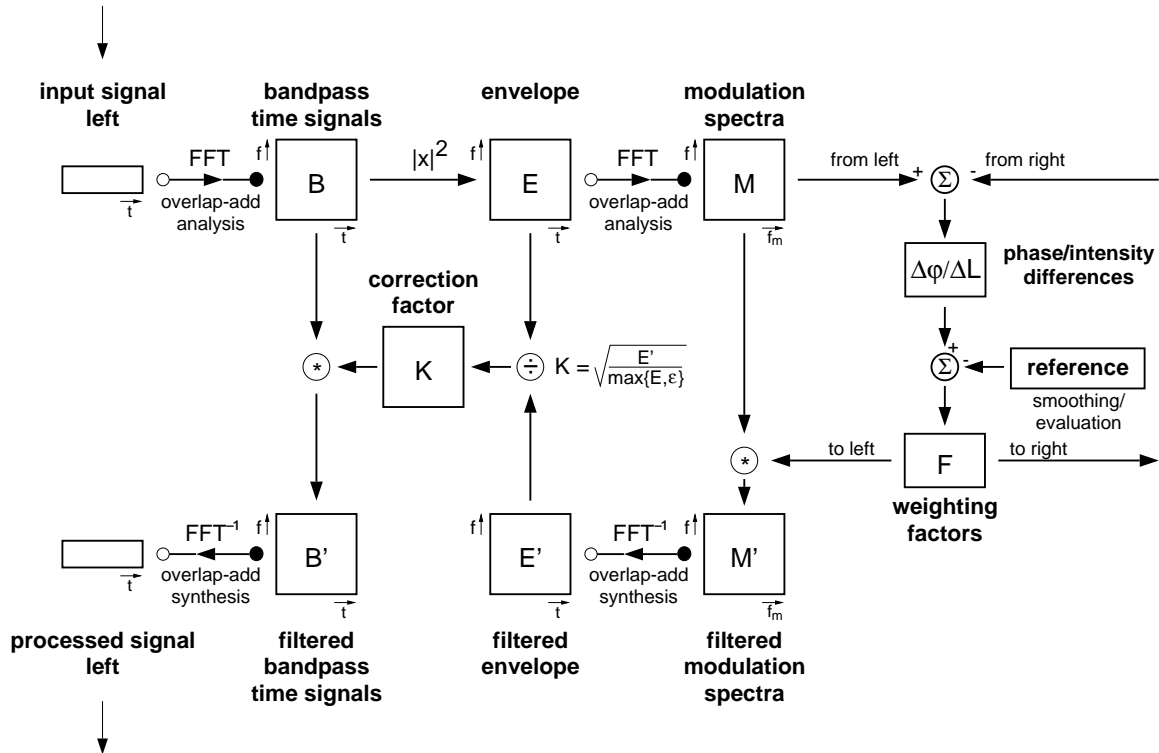 input signal
left
bandpass
time signals
envelope
modulation
spectra
FFT
f
B
|x|²
f
E
FFT
f
M
from left
+
Σ
-
from right
t
overlap-add
analysis
t
t
overlap-add
analysis
fm
Δφ/ΔL
phase/intensity
differences
correction
factor
*
K
÷
K = √E'/max{E,ε}
+
Σ
-
reference
smoothing/
evaluation
*
to left
F
to right
weighting
factors
FFT⁻¹
f
B'
f
E'
FFT⁻¹
f
M'
t
overlap-add
synthesis
t
t
overlap-add
synthesis
fm
processed signal
left
filtered
bandpass
time signals
filtered
envelope
filtered
modulation
spectra